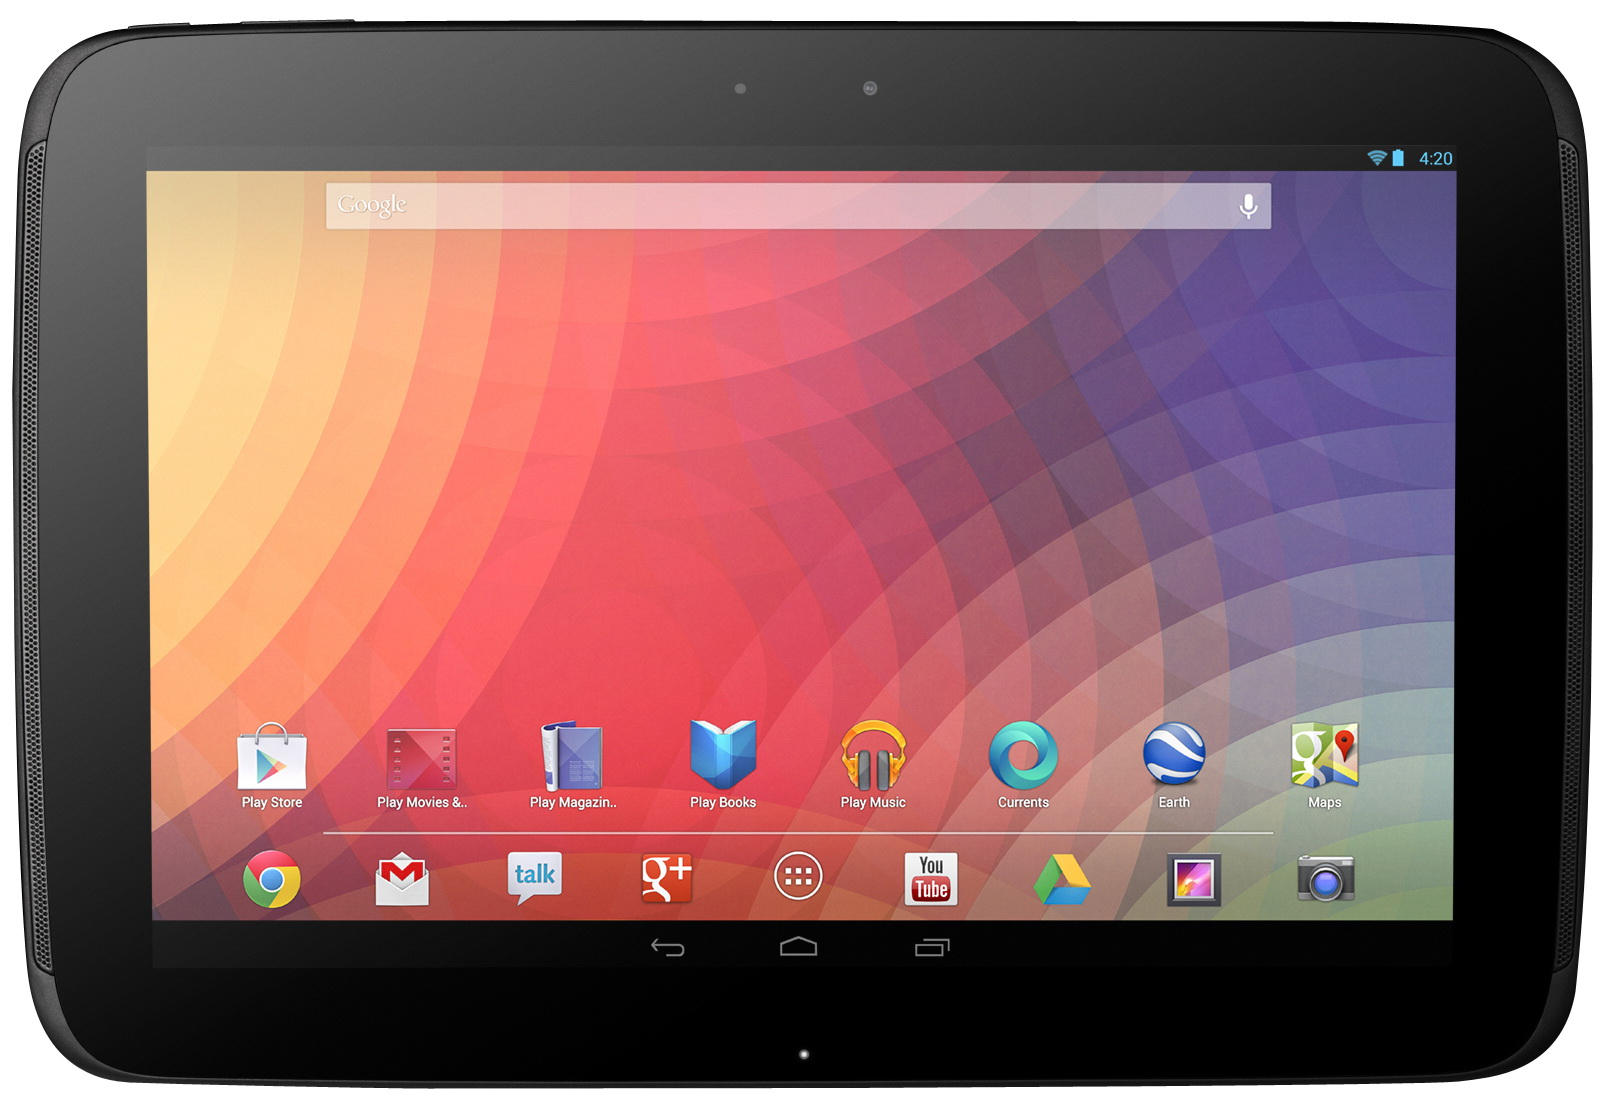 4:20
Google
Play Store
Play Movies &..
Play Magazin..
Play Books
Play Music
Currents
Earth
Maps
talk
g+
You
Tube